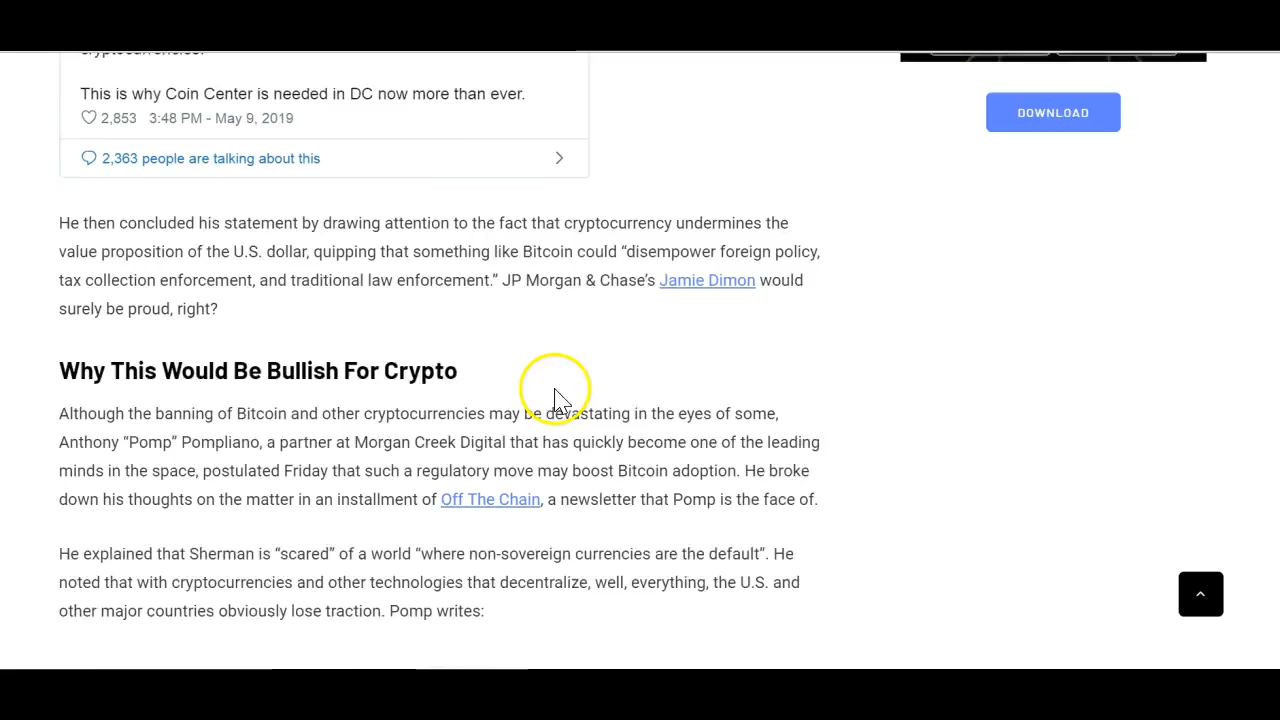 This is why Coin Center is needed in DC now more than ever.
2,853 3:48 PM - May 9, 2019
2,363 people are talking about this
DOWNLOAD
He then concluded his statement by drawing attention to the fact that cryptocurrency undermines the
value proposition of the U.S. dollar, quipping that something like Bitcoin could “disempower foreign policy,
tax collection enforcement, and traditional law enforcement.” JP Morgan & Chase’s Jamie Dimon would
surely be proud, right?
Why This Would Be Bullish For Crypto
Although the banning of Bitcoin and other cryptocurrencies may be devastating in the eyes of some,
Anthony “Pomp” Pompliano, a partner at Morgan Creek Digital that has quickly become one of the leading
minds in the space, postulated Friday that such a regulatory move may boost Bitcoin adoption. He broke
down his thoughts on the matter in an installment of Off The Chain, a newsletter that Pomp is the face of.
He explained that Sherman is “scared” of a world “where non-sovereign currencies are the default”. He
noted that with cryptocurrencies and other technologies that decentralize, well, everything, the U.S. and
other major countries obviously lose traction. Pomp writes: